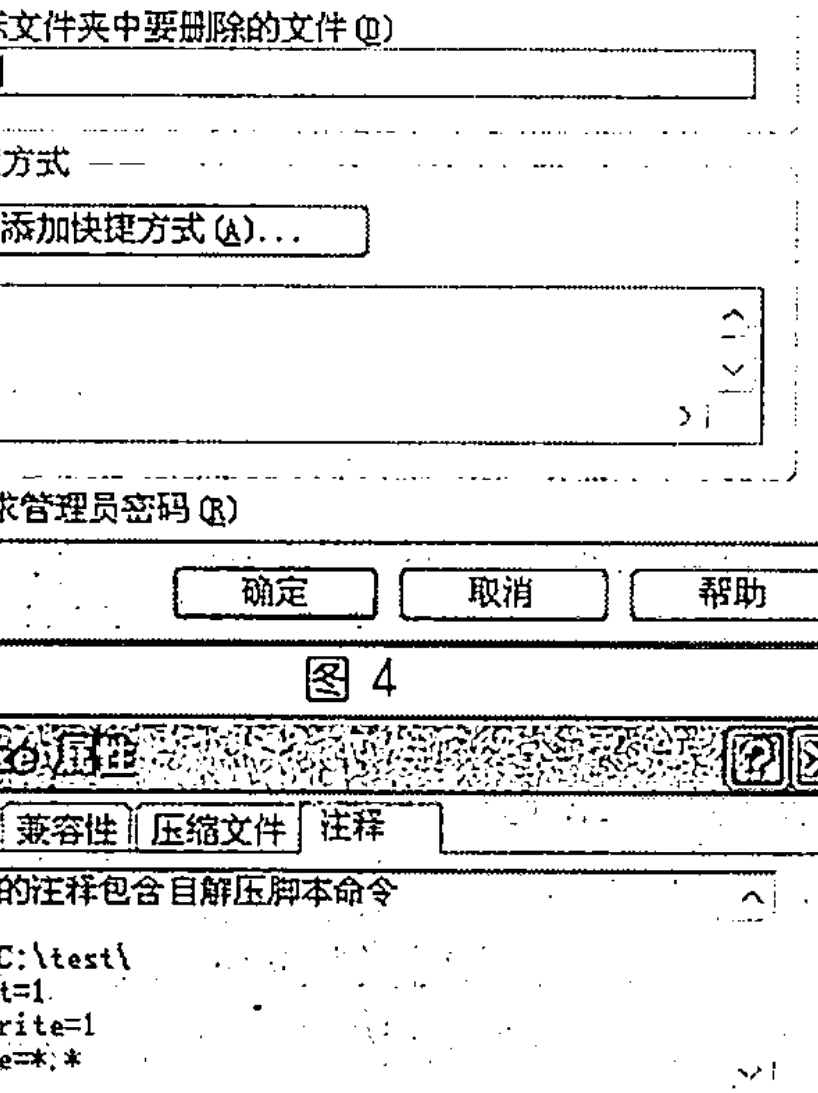 文件夹中要删除的文件(D)
方式
添加快捷方式(A)...
求管理员密码(R)
确定 取消 帮助
图 4
属性
兼容性 压缩文件 注释
的注释包含自解压脚本命令
C:\test\
t=1
rite=1
e=*.*